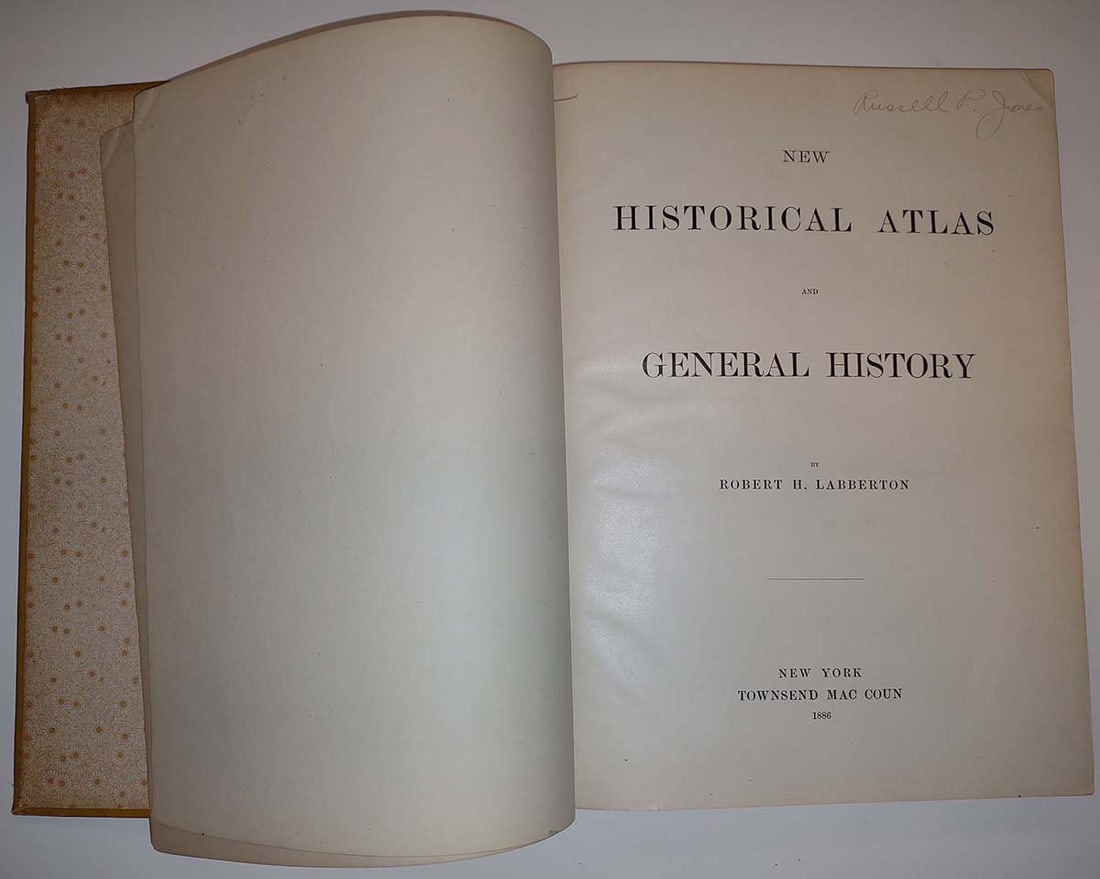 Russell P. Jones
NEW
HISTORICAL ATLAS
AND
GENERAL HISTORY
BY
ROBERT H. LABBERTON
NEW YORK
TOWNSEND MAC COUN
1886